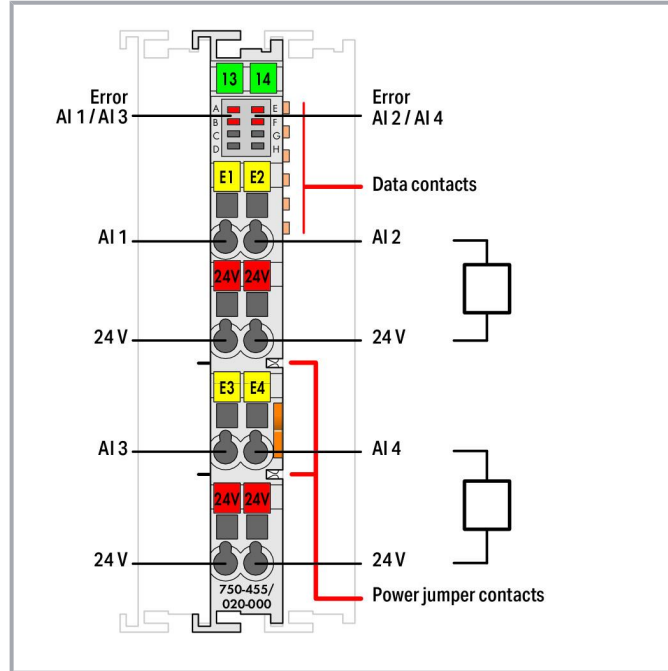 13 14
Error
AI 1 / AI 3
Error
AI 2 / AI 4
A E
B F
C G
D H
E1 E2
Data contacts
AI 1
AI 2
24V 24V
24 V
24 V
E3 E4
AI 3
AI 4
24V 24V
24 V
24 V
750-455/
020-000
Power jumper contacts